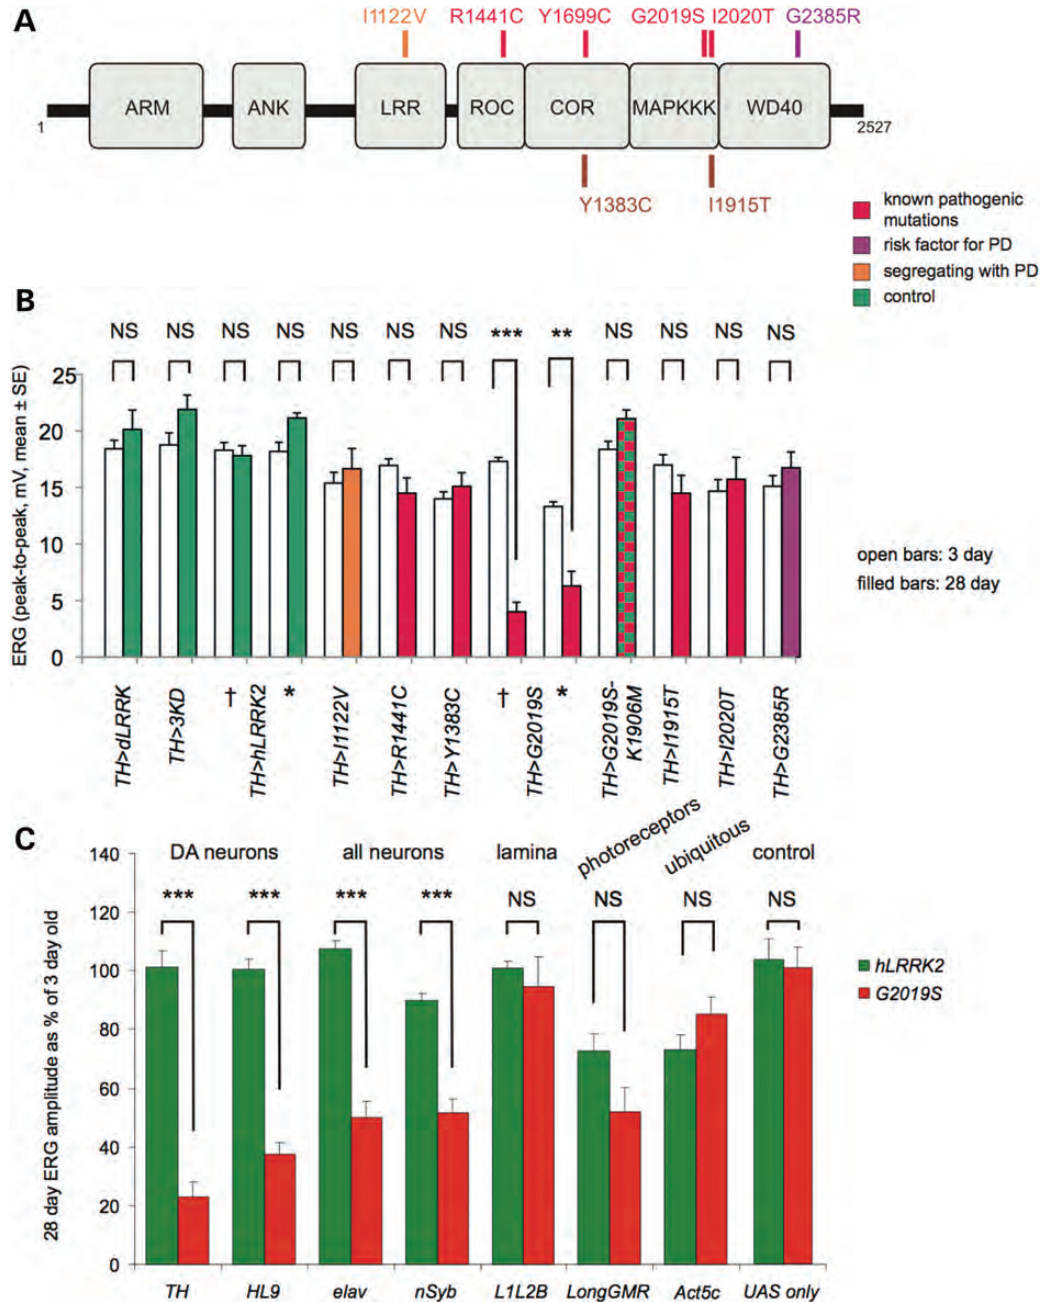 A
I1122V R1441C Y1699C G2019S I2020T G2385R
ARM ANK LRR ROC COR MAPKKK WD40
1 2527
Y1383C I1915T
known pathogenic
mutations
risk factor for PD
segregating with PD
control
B
NS NS NS NS NS NS NS *** ** NS NS NS NS
ERG (peak-to-peak, mV, mean ± SE)
25
20
15
10
5
0
open bars: 3 day
filled bars: 28 day
† * † *
TH>dLRRK
TH>3KD
TH>hLRRK2
TH>I1122V
TH>R1441C
TH>Y1383C
TH>G2019S
TH>G2019S-
K1906M
TH>I1915T
TH>I2020T
TH>G2385R
C
DA neurons all neurons lamina photoreceptors ubiquitous control
*** *** *** *** NS NS NS NS
28 day ERG amplitude as % of 3 day old
140
120
100
80
60
40
20
0
hLRRK2
G2019S
TH HL9 elav nSyb L1L2B LongGMR Act5c UAS only